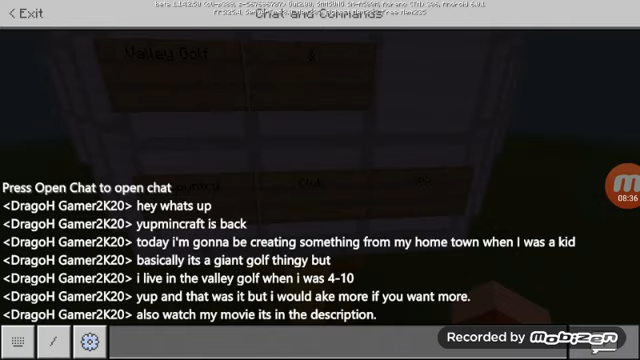 Exit
Chat and Commands
Valley Golf
&
Country
Club
Press Open Chat to open chat
<DragoH Gamer2K20> hey whats up
<DragoH Gamer2K20> yupmincraft is back
<DragoH Gamer2K20> today i'm gonna be creating something from my home town when I was a kid
<DragoH Gamer2K20> basically its a giant golf thingy but
<DragoH Gamer2K20> i live in the valley golf when i was 4-10
<DragoH Gamer2K20> yup and that was it but i would ake more if you want more.
<DragoH Gamer2K20> also watch my movie its in the description.
08:36
Recorded by Mobizen